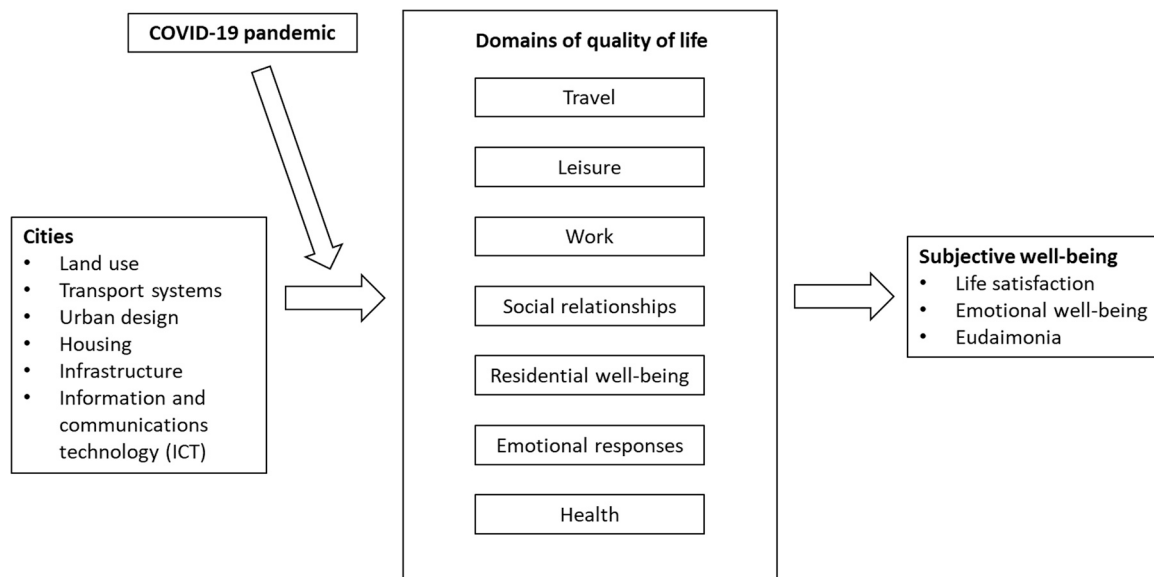 COVID-19 pandemic
Cities
• Land use
• Transport systems
• Urban design
• Housing
• Infrastructure
• Information and
communications
technology (ICT)
Domains of quality of life
Travel
Leisure
Work
Social relationships
Residential well-being
Emotional responses
Health
Subjective well-being
• Life satisfaction
• Emotional well-being
• Eudaimonia